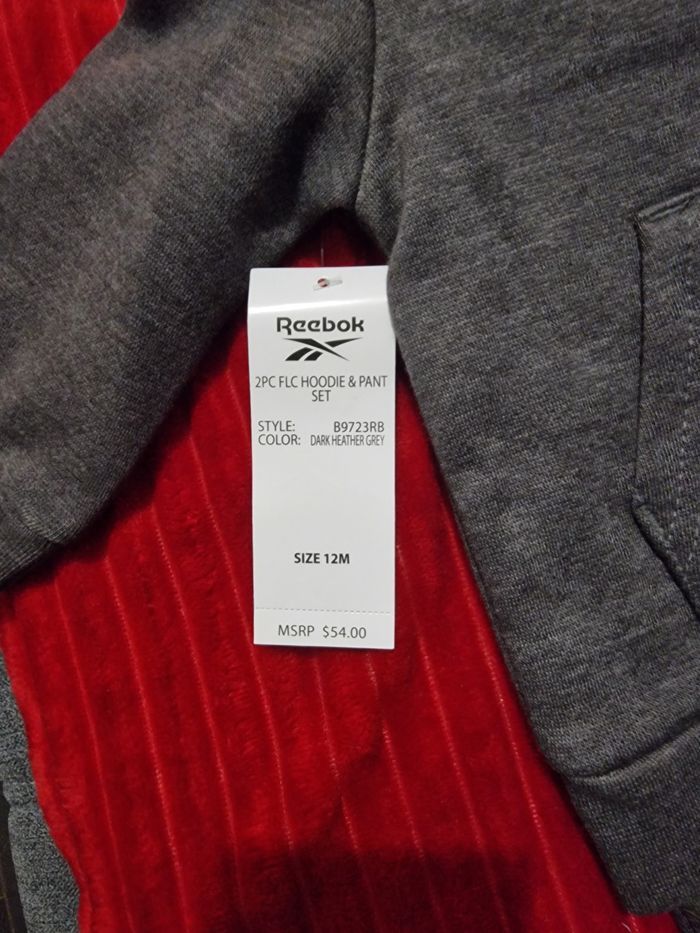 Reebok
2PC FLC HOODIE & PANT
SET
STYLE: B9723RB
COLOR: DARK HEATHER GREY
SIZE 12M
MSRP $54.00